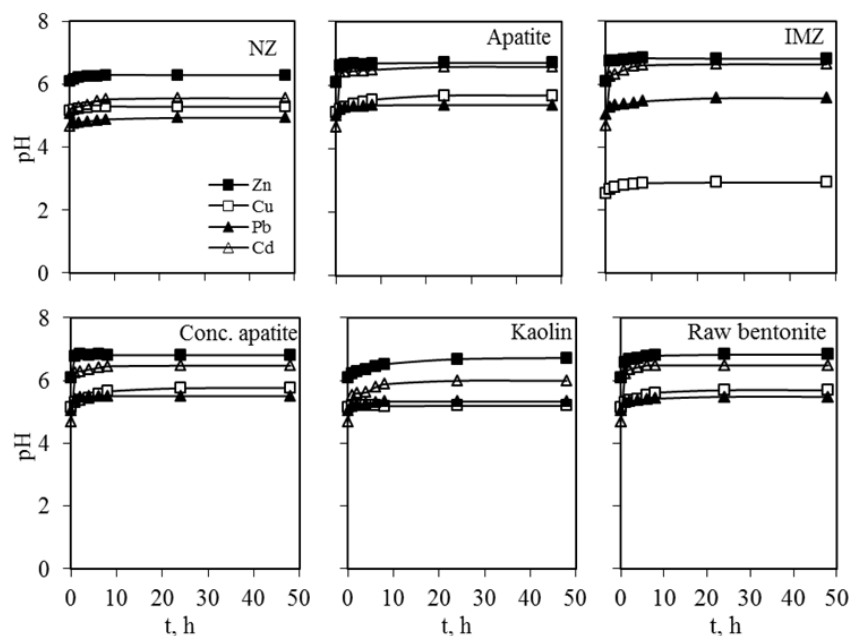 8
NZ
Apatite
IMZ
6
4
pH
Zn
Cu
2
Pb
Cd
0
8
Conc. apatite
Kaolin
Raw bentonite
6
pH
4
2
0
0 10 20 30 40 50 0 10 20 30 40 50 0 10 20 30 40 50
t, h t, h t, h